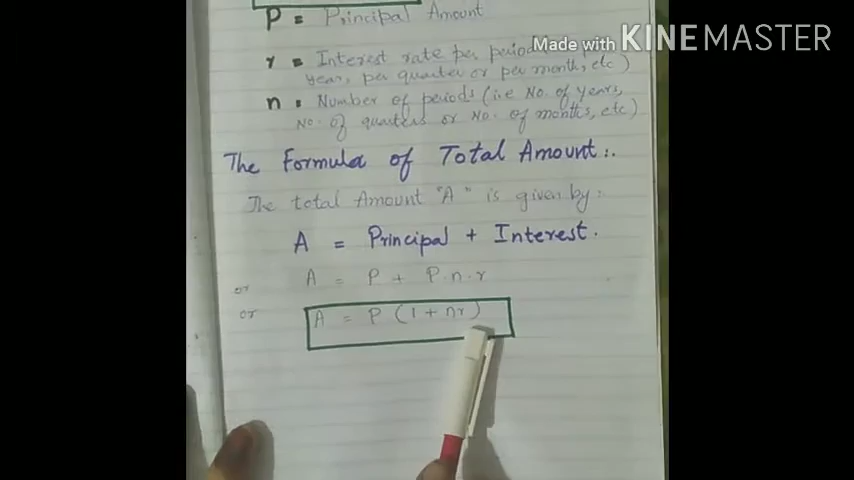 P = Principal Amount
Made with KINEMASTER
r = Interest rate per period
year, per quarter or per month, etc)
n = Number of periods (i.e No. of years,
No. of quarters or No. of months, etc)
The Formula of Total Amount:.
The total Amount "A" is given by:
A = Principal + Interest.
or A = P + P.n.r
or A = P (1 + nr)